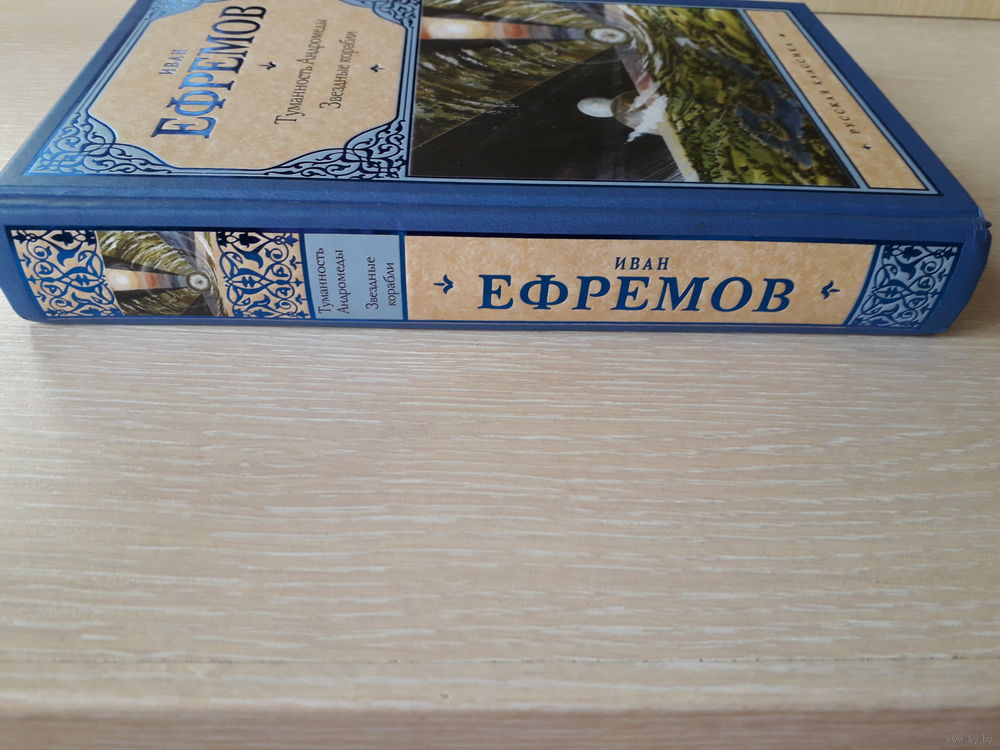 ИВАН
ЕФРЕМОВ
Туманность Андромеды
Звездные корабли
РУССКАЯ КЛАССИКА
Туманность
Андромеды
Звездные
корабли
ИВАН
ЕФРЕМОВ
www.ay.by